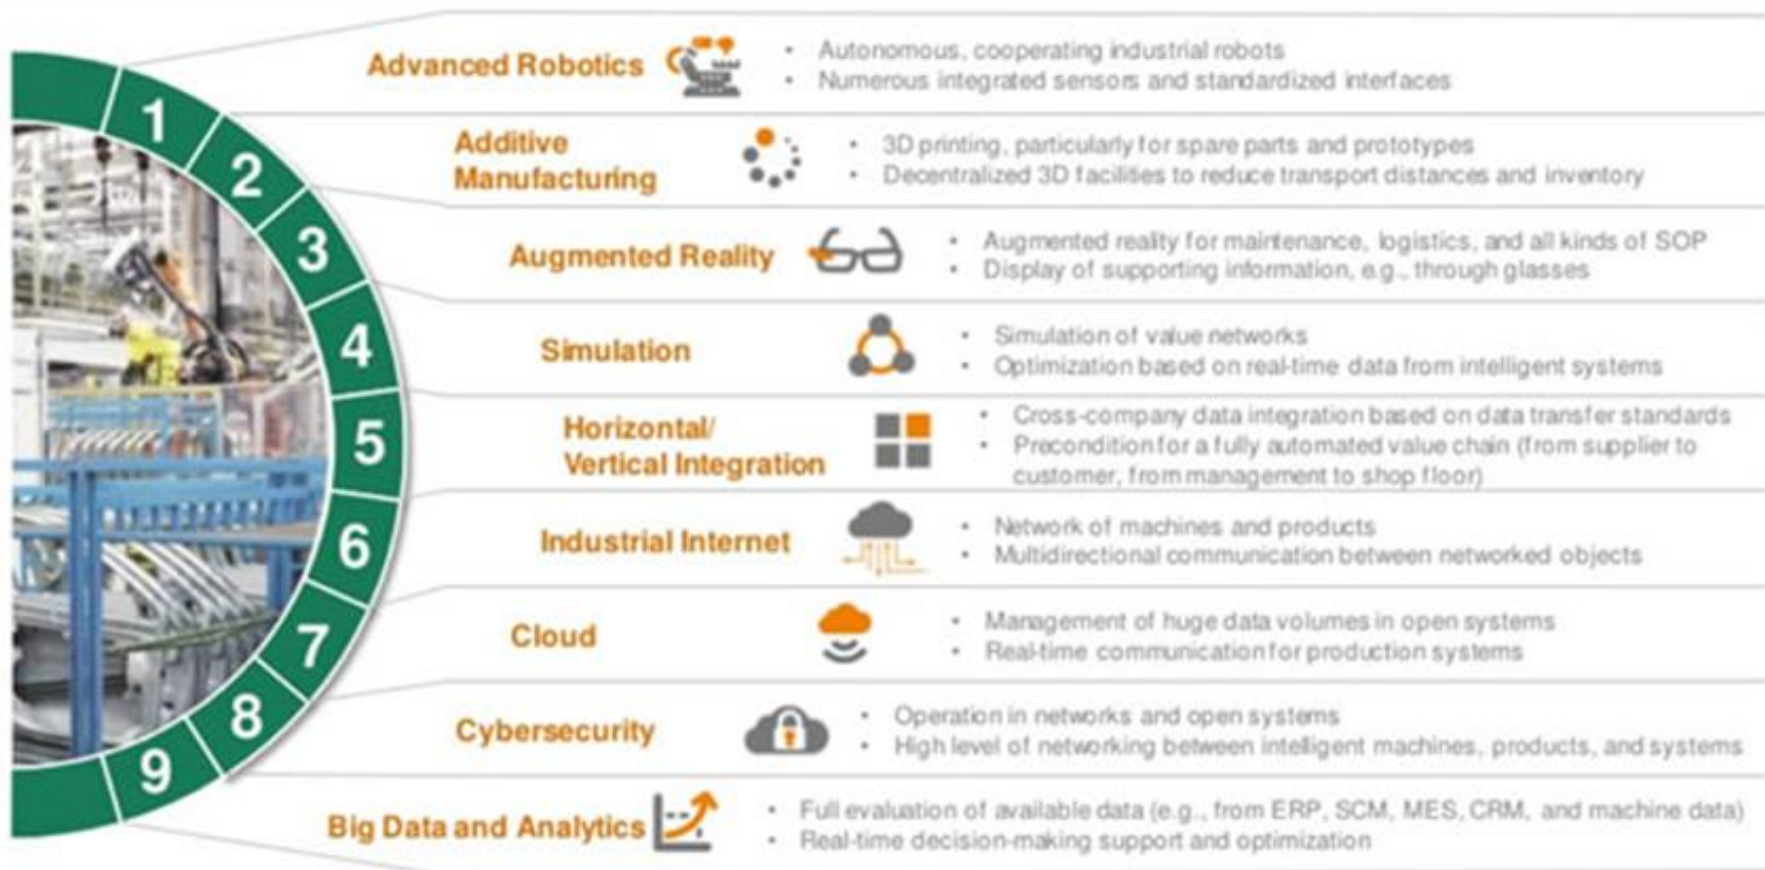 1
Advanced Robotics
• Autonomous, cooperating industrial robots
• Numerous integrated sensors and standardized interfaces
2
Additive
Manufacturing
• 3D printing, particularly for spare parts and prototypes
• Decentralized 3D facilities to reduce transport distances and inventory
3
Augmented Reality
• Augmented reality for maintenance, logistics, and all kinds of SOP
• Display of supporting information, e.g., through glasses
4
Simulation
• Simulation of value networks
• Optimization based on real-time data from intelligent systems
5
Horizontal/
Vertical Integration
• Cross-company data integration based on data transfer standards
• Precondition for a fully automated value chain (from supplier to
customer, from management to shop floor)
6
Industrial Internet
• Network of machines and products
• Multidirectional communication between networked objects
7
Cloud
• Management of huge data volumes in open systems
• Real-time communication for production systems
8
Cybersecurity
• Operation in networks and open systems
• High level of networking between intelligent machines, products, and systems
9
Big Data and Analytics
• Full evaluation of available data (e.g., from ERP, SCM, MES, CRM, and machine data)
• Real-time decision-making support and optimization